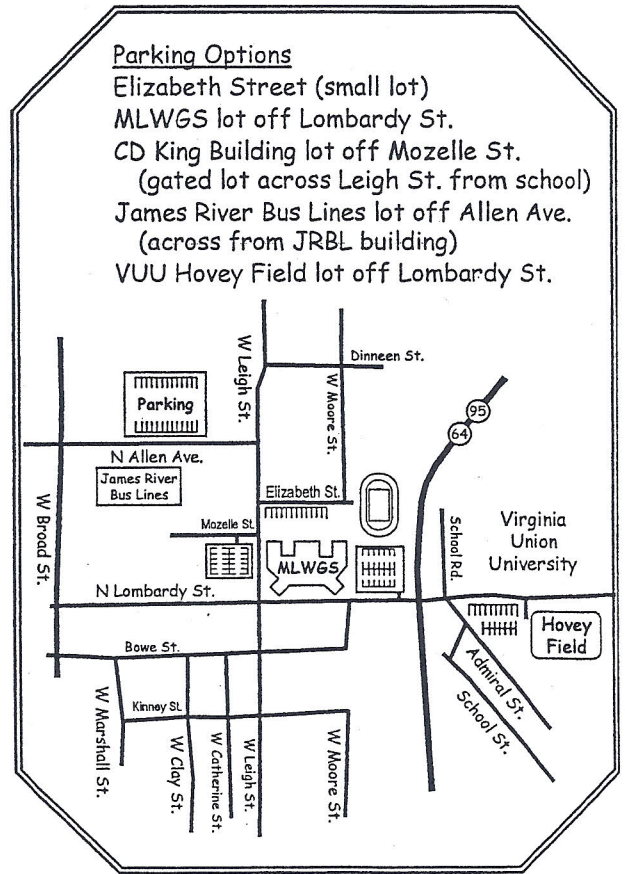 Parking Options
Elizabeth Street (small lot)
MLWGS lot off Lombardy St.
CD King Building lot off Mozelle St.
(gated lot across Leigh St. from school)
James River Bus Lines lot off Allen Ave.
(across from JRBL building)
VUU Hovey Field lot off Lombardy St.
W Leigh St.
Dinneen St.
W Moore St.
Parking
95
64
N Allen Ave.
James River
Bus Lines
Elizabeth St.
W Broad St.
Mozelle St.
School Rd.
Virginia
Union
University
MLWGS
N Lombardy St.
Hovey
Field
Bowe St.
Admiral St.
School St.
Kinney St.
W Marshall St.
W Clay St.
W Catherine St.
W Leigh St.
W Moore St.